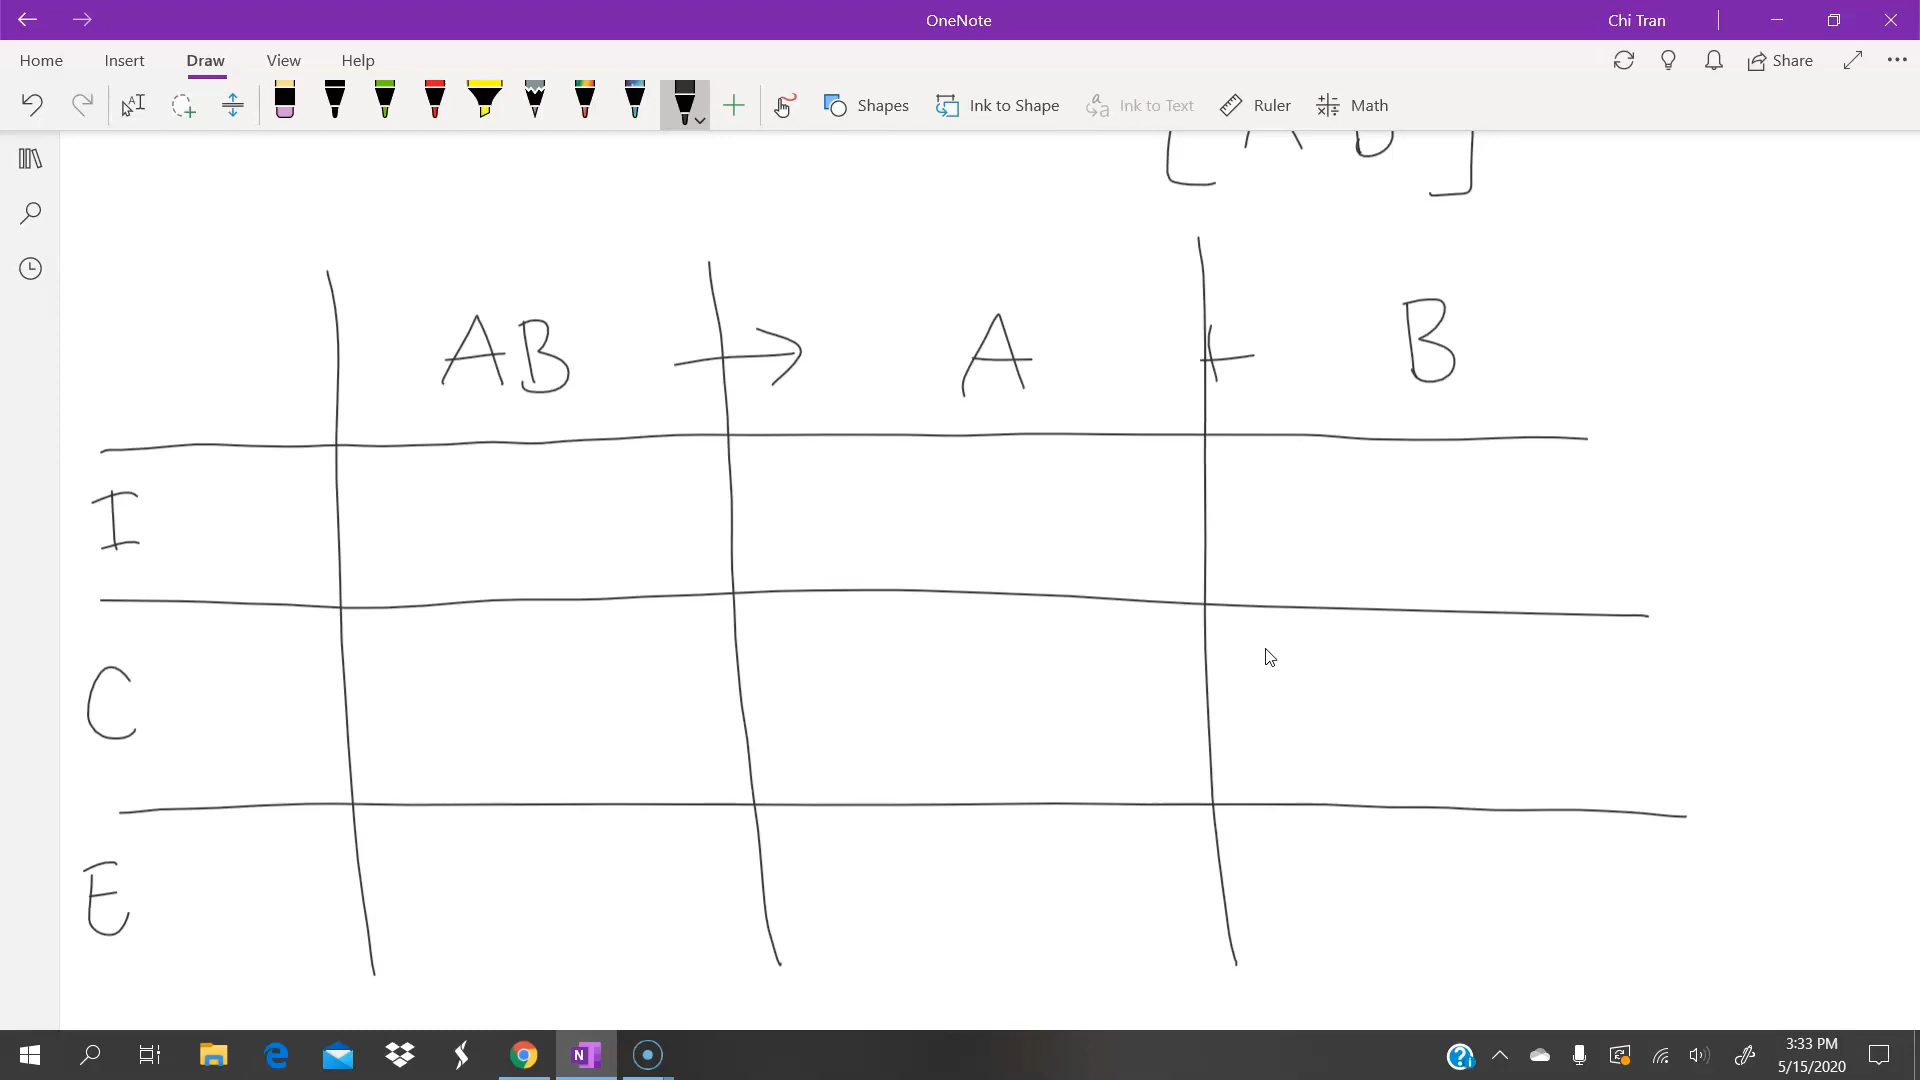 OneNote
Chi Tran
Home Insert Draw View Help
Share
Shapes Ink to Shape Ink to Text Ruler Math
[ A B ]
AB → A + B
I
C
E
3:33 PM
5/15/2020